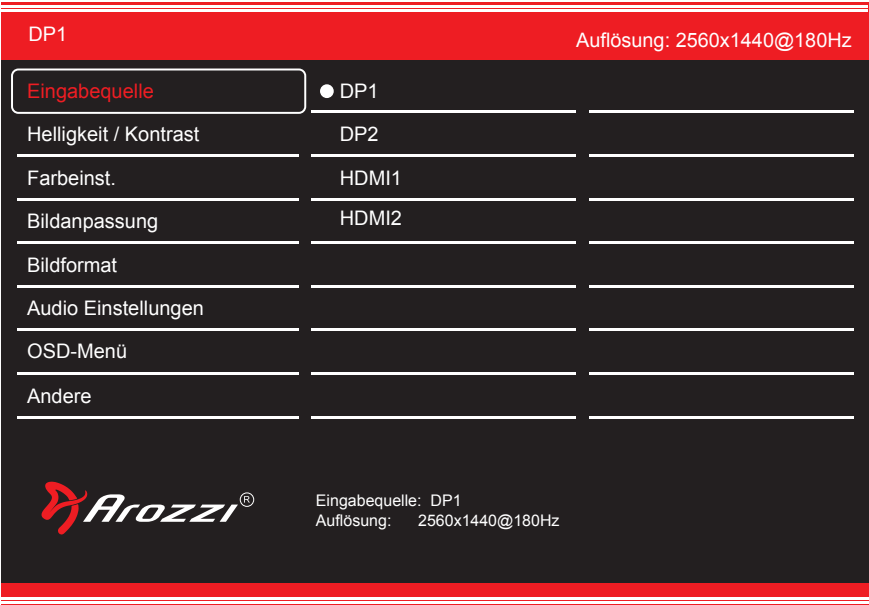 DP1
Auflösung: 2560x1440@180Hz
Eingabequelle
DP1
Helligkeit / Kontrast
DP2
Farbeinst.
HDMI1
Bildanpassung
HDMI2
Bildformat
Audio Einstellungen
OSD-Menü
Andere
Arozzi®
Eingabequelle: DP1
Auflösung: 2560x1440@180Hz